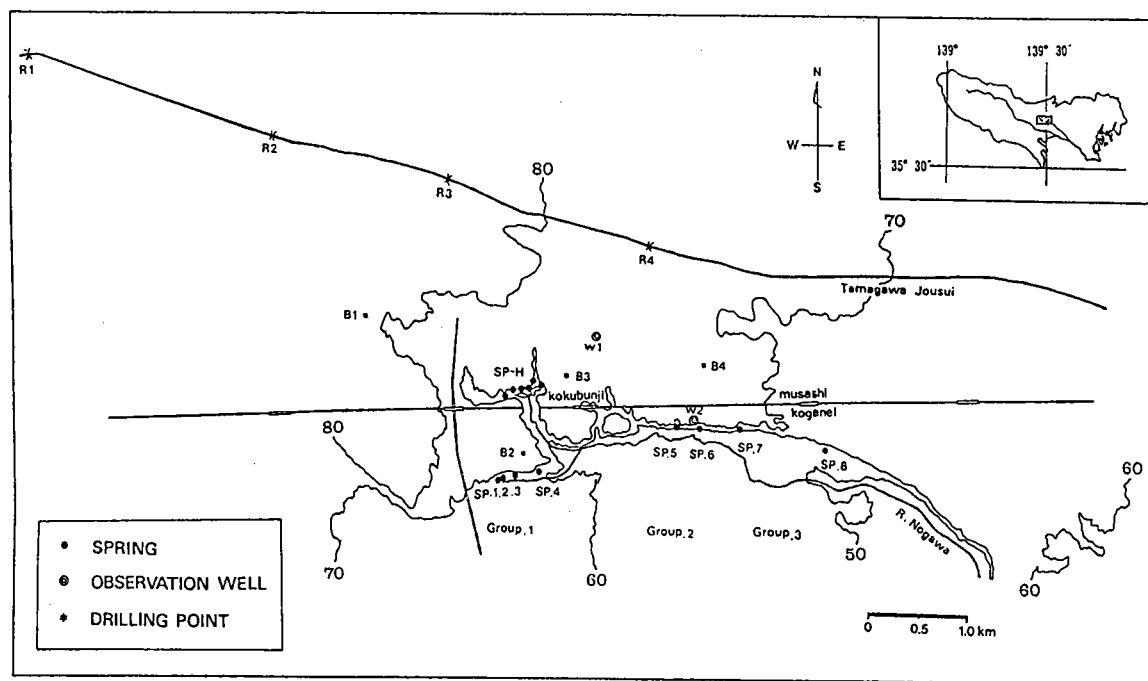 R1
R2
R3
R4
80
N
W E
S
139°
139° 30´
35° 30´
70
Tamagawa Jousui
B1
w1
SP-H
B3
B4
kokubunji
musashi
koganei
w2
80
B2
SP.5
SP.6
SP.7
SP.8
SP.1,2.3
SP.4
Group.1
Group.2
Group.3
R. Nogawa
50
60
60
70
60
0 0.5 1.0 km
SPRING
OBSERVATION WELL
DRILLING POINT